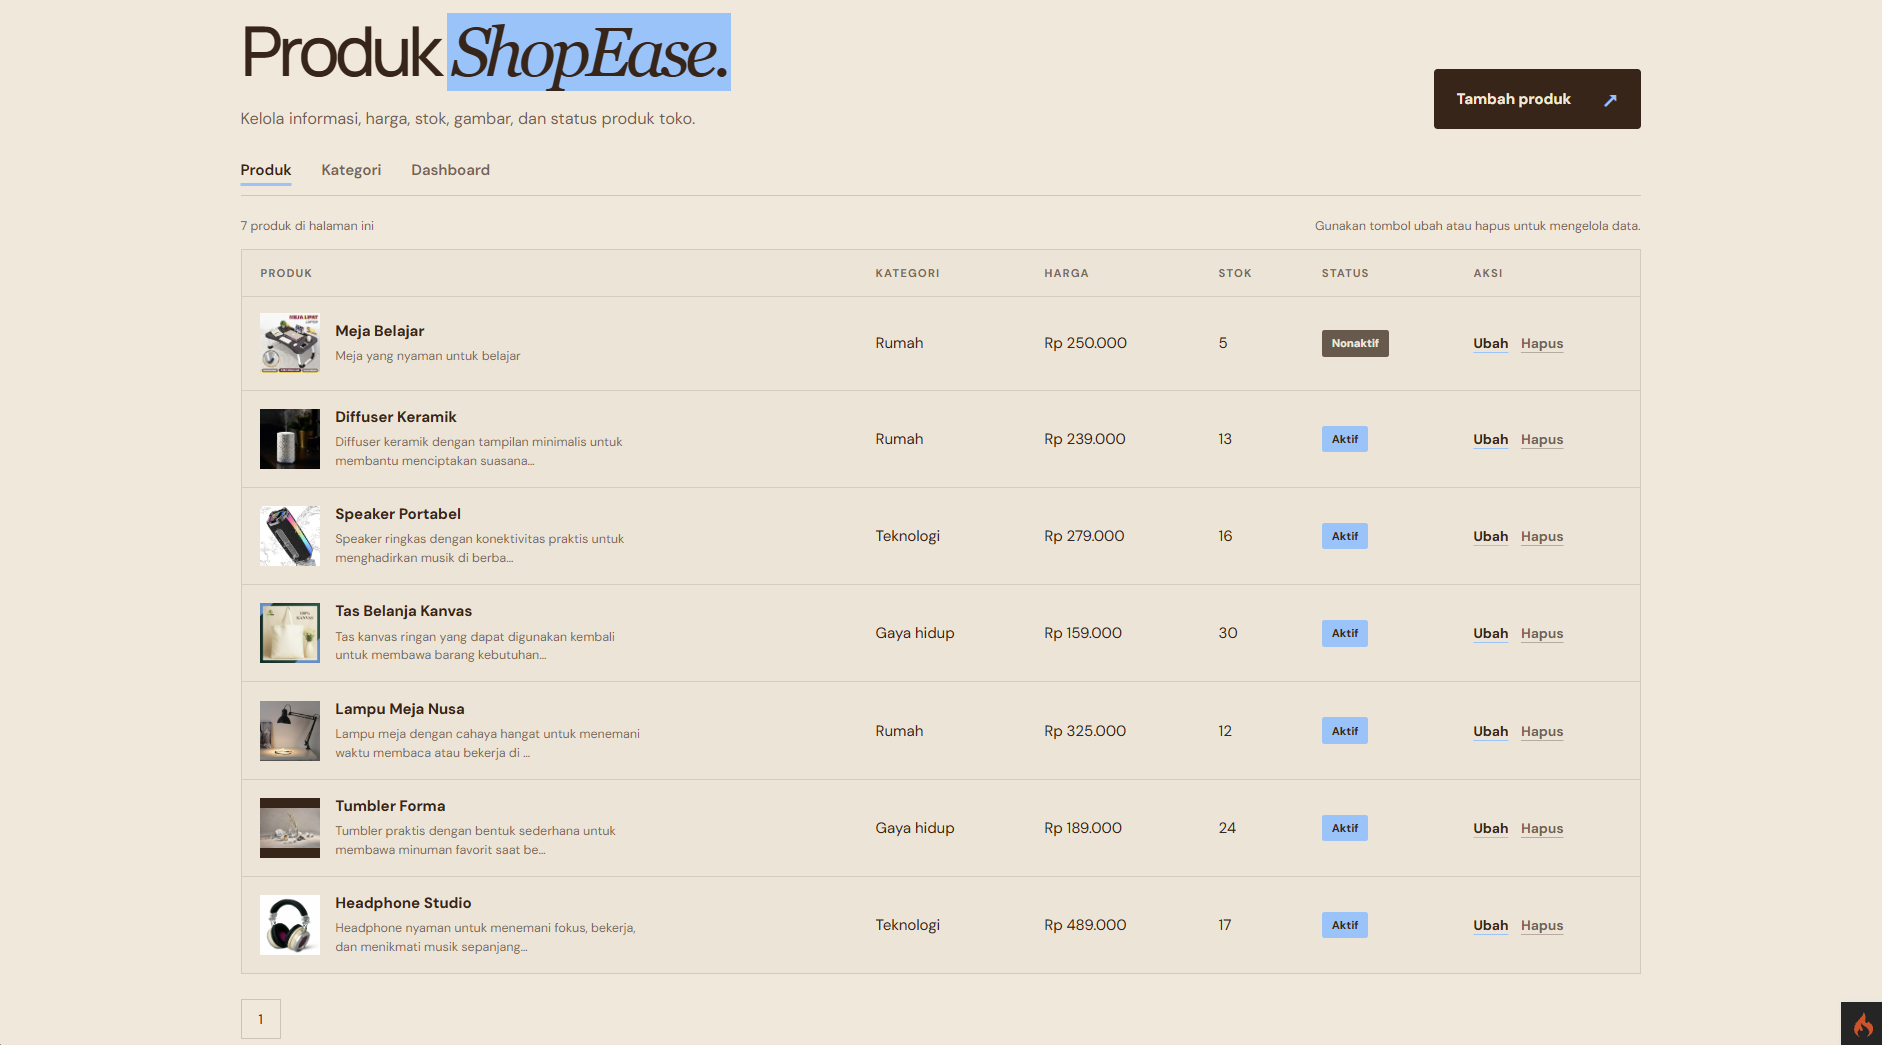 Produk ShopEase.
Kelola informasi, harga, stok, gambar, dan status produk toko.
Tambah produk ↗
Produk Kategori Dashboard
7 produk di halaman ini
Gunakan tombol ubah atau hapus untuk mengelola data.
PRODUK KATEGORI HARGA STOK STATUS AKSI
MEJA LIPAT
Meja Belajar
Meja yang nyaman untuk belajar
Rumah Rp 250.000 5 Nonaktif Ubah Hapus
Diffuser Keramik
Diffuser keramik dengan tampilan minimalis untuk
membantu menciptakan suasana...
Rumah Rp 239.000 13 Aktif Ubah Hapus
Speaker Portabel
Speaker ringkas dengan konektivitas praktis untuk
menghadirkan musik di berba...
Teknologi Rp 279.000 16 Aktif Ubah Hapus
100%
KANVAS
Tas Belanja Kanvas
Tas kanvas ringan yang dapat digunakan kembali
untuk membawa barang kebutuhan...
Gaya hidup Rp 159.000 30 Aktif Ubah Hapus
Lampu Meja Nusa
Lampu meja dengan cahaya hangat untuk menemani
waktu membaca atau bekerja di ...
Rumah Rp 325.000 12 Aktif Ubah Hapus
Tumbler Forma
Tumbler praktis dengan bentuk sederhana untuk
membawa minuman favorit saat be...
Gaya hidup Rp 189.000 24 Aktif Ubah Hapus
Headphone Studio
Headphone nyaman untuk menemani fokus, bekerja,
dan menikmati musik sepanjang...
Teknologi Rp 489.000 17 Aktif Ubah Hapus
1